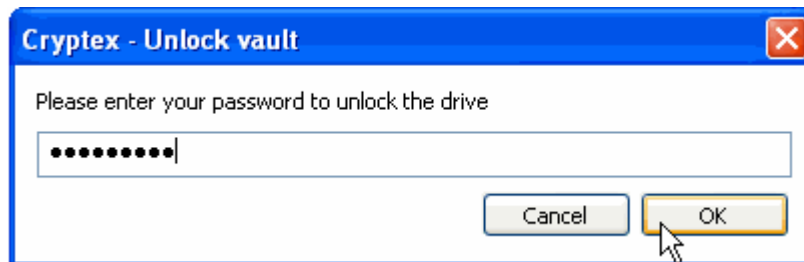 Cryptex - Unlock vault
Please enter your password to unlock the drive
●●●●●●●●●
Cancel OK